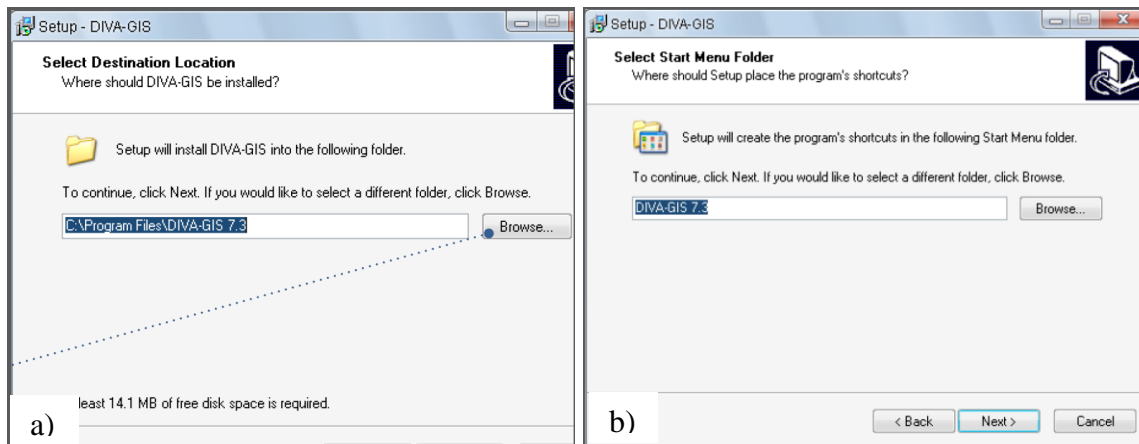 Setup - DIVA-GIS
Select Destination Location
Where should DIVA-GIS be installed?
Setup will install DIVA-GIS into the following folder.
To continue, click Next. If you would like to select a different folder, click Browse.
C:\Program Files\DIVA-GIS 7.3
Browse...
least 14.1 MB of free disk space is required.
a)
Setup - DIVA-GIS
Select Start Menu Folder
Where should Setup place the program's shortcuts?
Setup will create the program's shortcuts in the following Start Menu folder.
To continue, click Next. If you would like to select a different folder, click Browse.
DIVA-GIS 7.3
Browse...
b)
< Back
Next >
Cancel